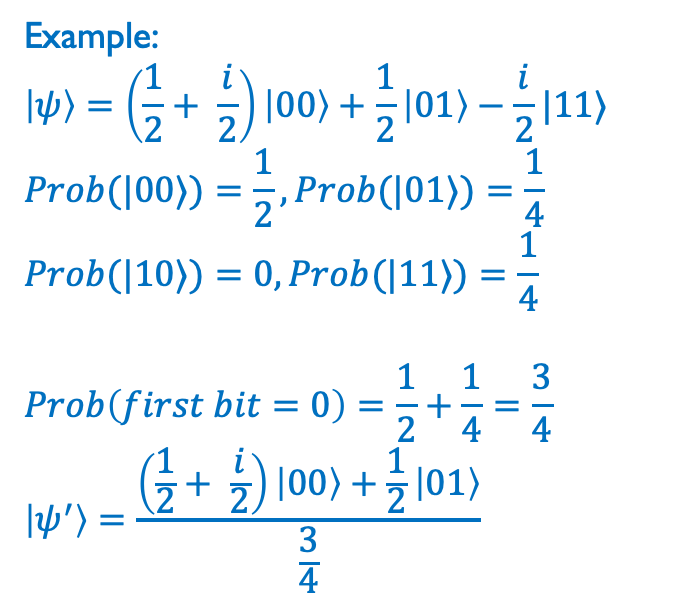 Example:
|ψ⟩ = (1/2 + i/2) |00⟩ + 1/2 |01⟩ − i/2 |11⟩
Prob(|00⟩) = 1/2, Prob(|01⟩) = 1/4
Prob(|10⟩) = 0, Prob(|11⟩) = 1/4
Prob(first bit = 0) = 1/2 + 1/4 = 3/4
|ψ′⟩ = ((1/2 + i/2) |00⟩ + 1/2 |01⟩) / (3/4)